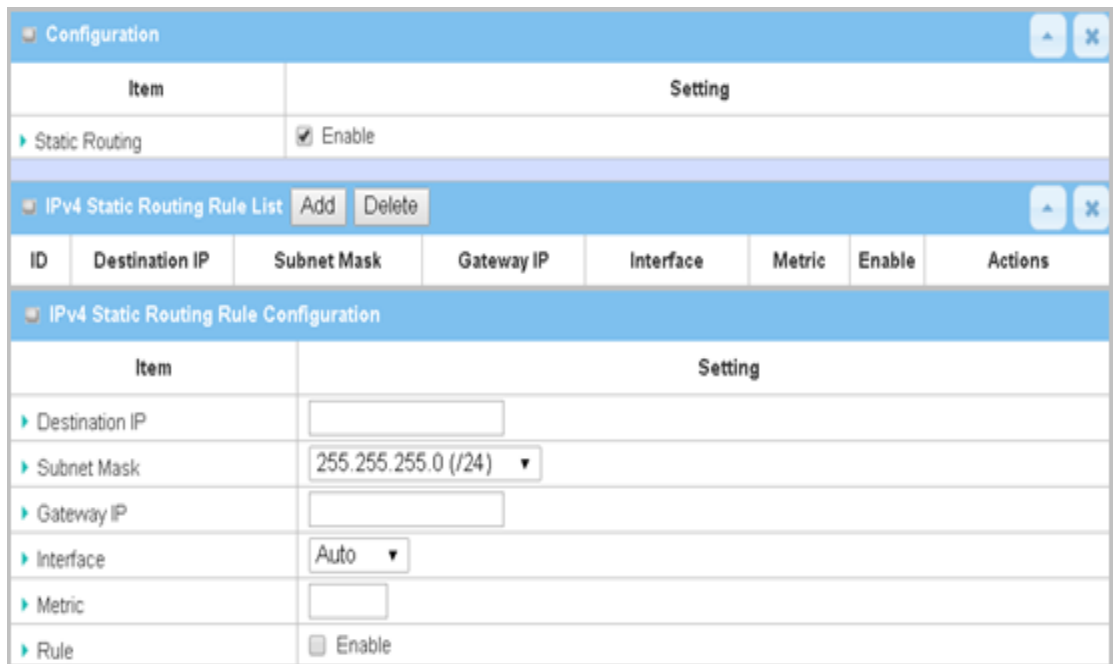 Configuration
Item Setting
Static Routing Enable
IPv4 Static Routing Rule List Add Delete
ID Destination IP Subnet Mask Gateway IP Interface Metric Enable Actions
IPv4 Static Routing Rule Configuration
Item Setting
Destination IP
Subnet Mask 255.255.255.0 (/24)
Gateway IP
Interface Auto
Metric
Rule Enable